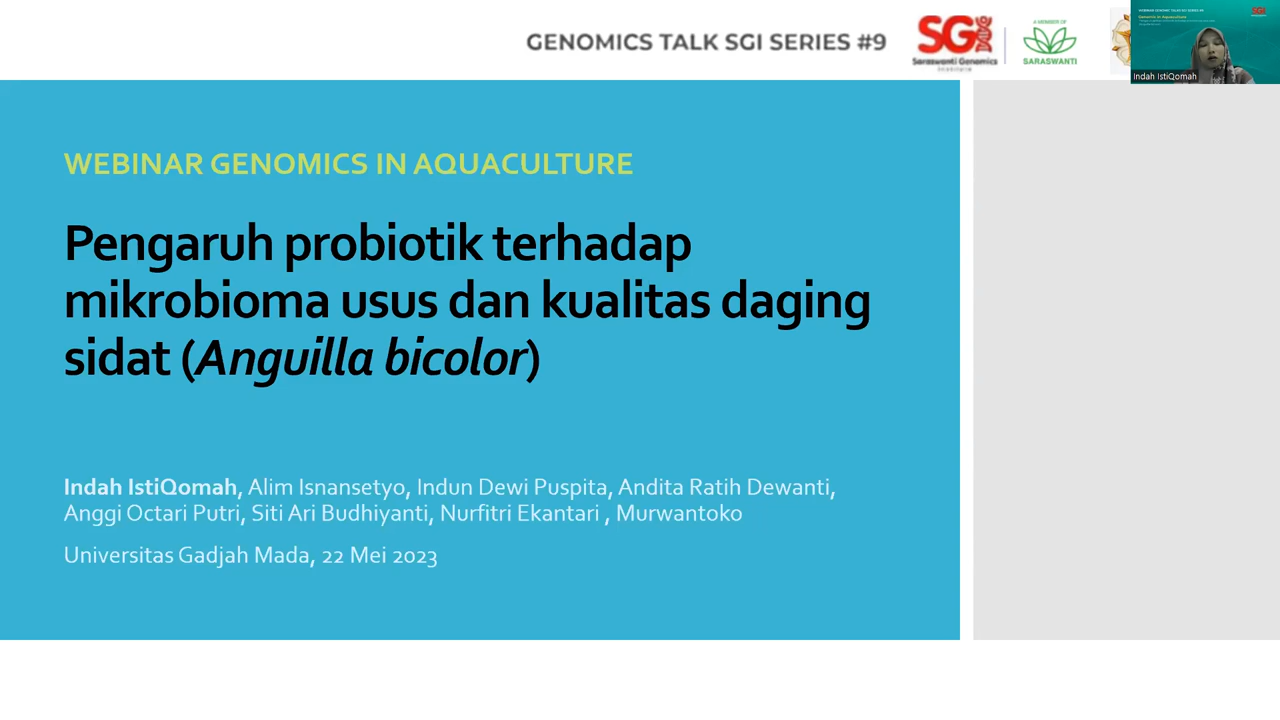 GENOMICS TALK SGI SERIES #9
SGI
Saraswanti Genomics
Institute
A MEMBER OF
SARASWANTI
Indah IstiQomah
WEBINAR GENOMICS IN AQUACULTURE
Pengaruh probiotik terhadap
mikrobioma usus dan kualitas daging
sidat (Anguilla bicolor)
Indah IstiQomah, Alim Isnansetyo, Indun Dewi Puspita, Andita Ratih Dewanti,
Anggi Octari Putri, Siti Ari Budhiyanti, Nurfitri Ekantari , Murwantoko
Universitas Gadjah Mada, 22 Mei 2023